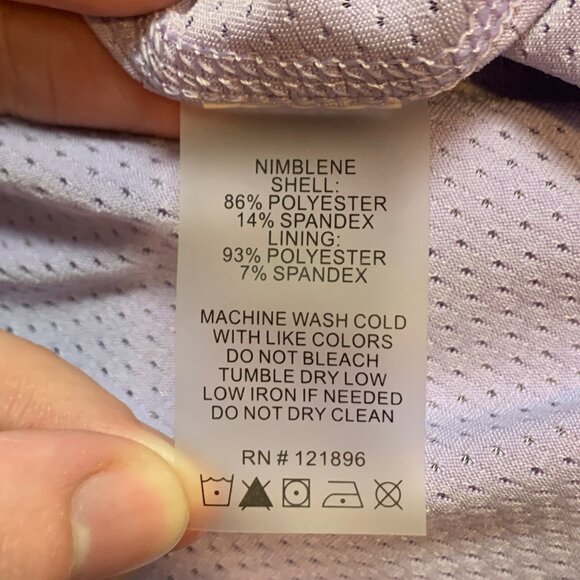 NIMBLENE
SHELL:
86% POLYESTER
14% SPANDEX
LINING:
93% POLYESTER
7% SPANDEX
MACHINE WASH COLD
WITH LIKE COLORS
DO NOT BLEACH
TUMBLE DRY LOW
LOW IRON IF NEEDED
DO NOT DRY CLEAN
RN # 121896